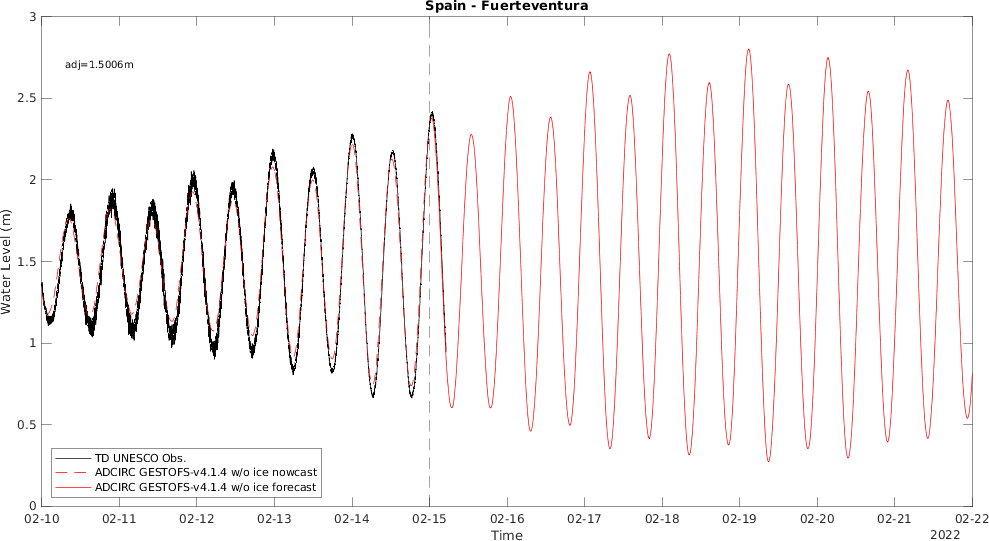 Spain - Fuerteventura
adj=1.5006m
Water Level (m)
3
2.5
2
1.5
1
0.5
0
TD UNESCO Obs.
ADCIRC GESTOFS-v4.1.4 w/o ice nowcast
ADCIRC GESTOFS-v4.1.4 w/o ice forecast
02-10 02-11 02-12 02-13 02-14 02-15 02-16 02-17 02-18 02-19 02-20 02-21 02-22
Time
2022